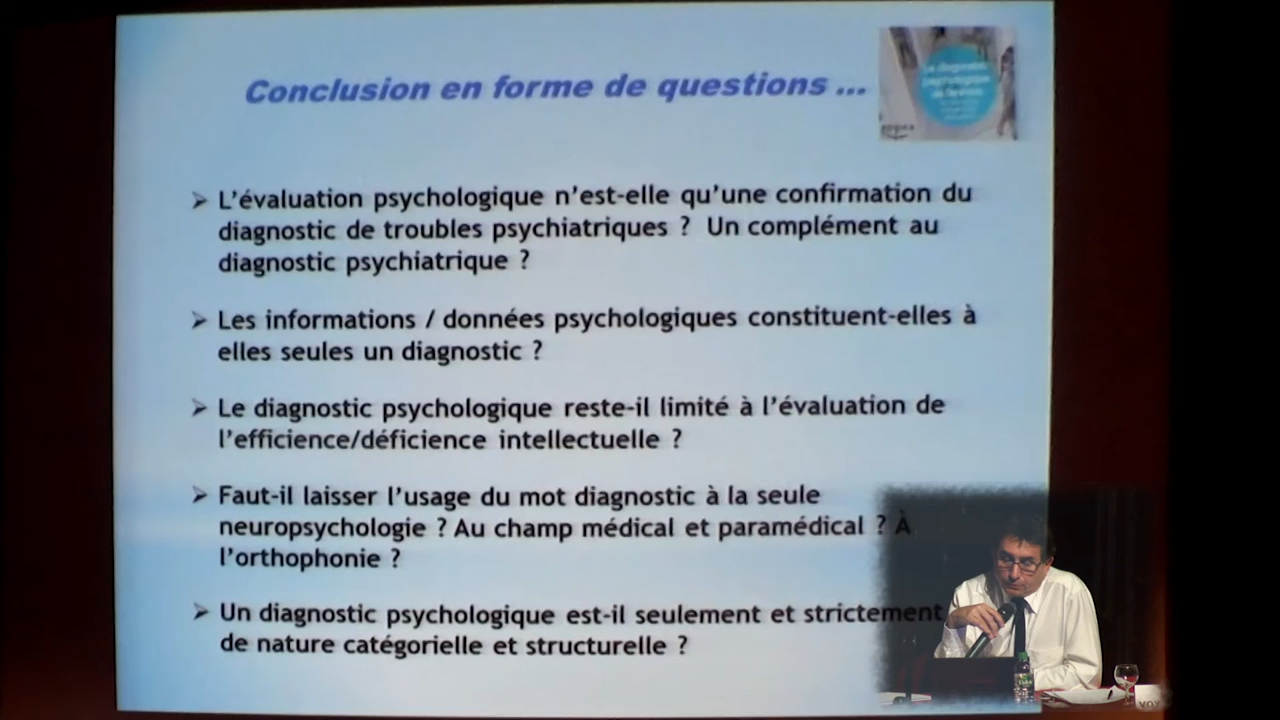 Conclusion en forme de questions ...
Le diagnostic
psychologique
➢ L’évaluation psychologique n’est-elle qu’une confirmation du
diagnostic de troubles psychiatriques ? Un complément au
diagnostic psychiatrique ?
➢ Les informations / données psychologiques constituent-elles à
elles seules un diagnostic ?
➢ Le diagnostic psychologique reste-il limité à l’évaluation de
l’efficience/déficience intellectuelle ?
➢ Faut-il laisser l’usage du mot diagnostic à la seule
neuropsychologie ? Au champ médical et paramédical ? À
l’orthophonie ?
➢ Un diagnostic psychologique est-il seulement et strictement
de nature catégorielle et structurelle ?